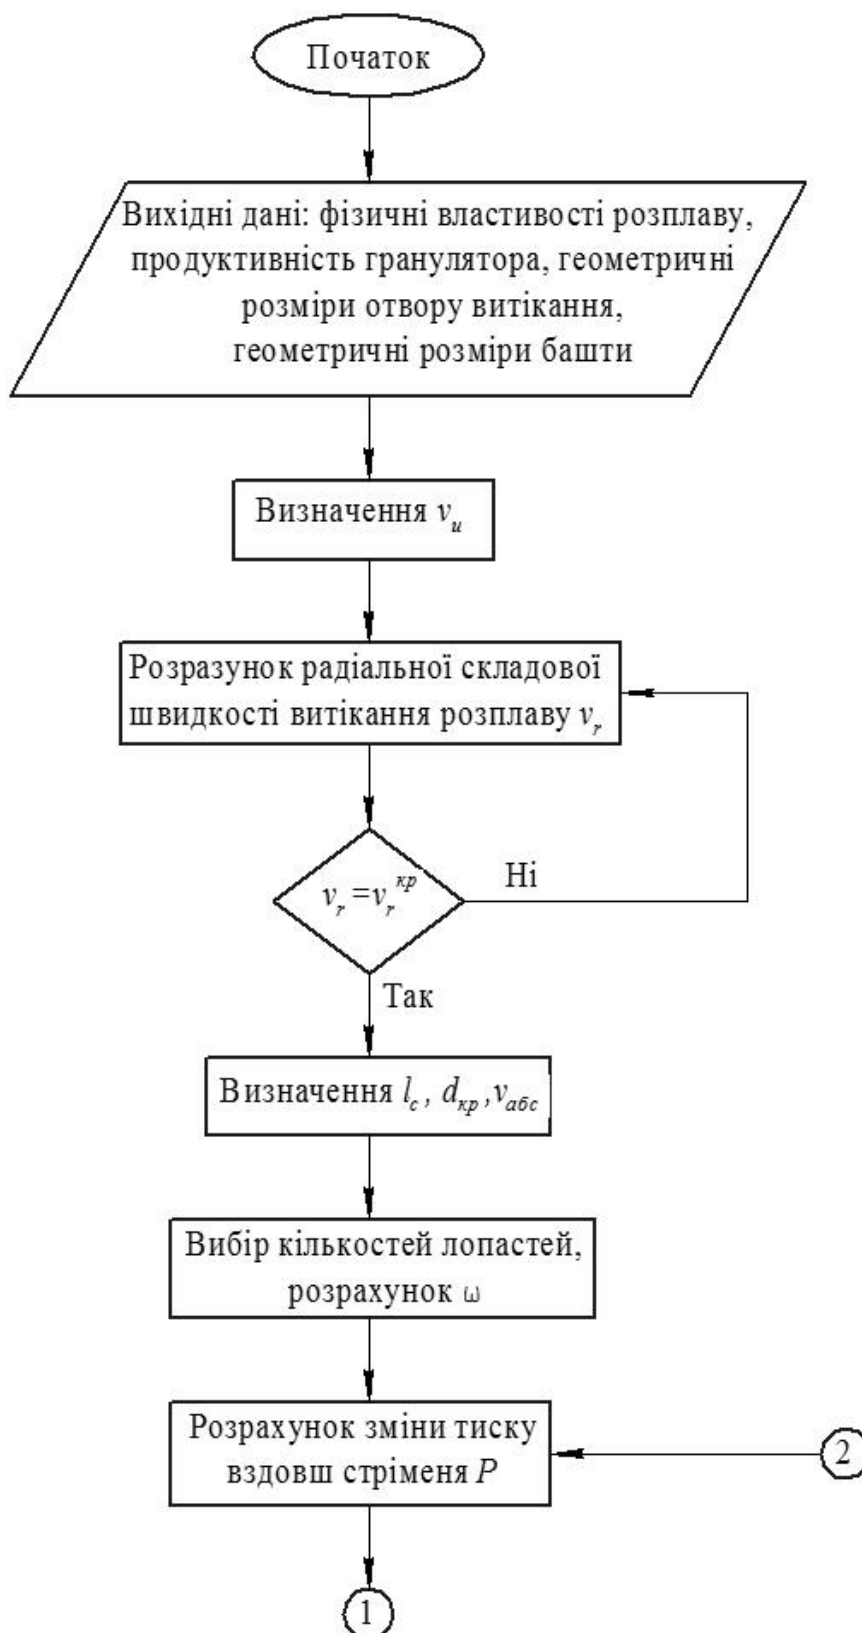 Початок
Вихідні дані: фізичні властивості розплаву,
продуктивність гранулятора, геометричні
розміри отвору витікання,
геометричні розміри башти
Визначення v_u
Розразунок радіальної складової
швидкості витікання розплаву v_r
v_r = v_r^кр
Ні
Так
Визначення l_c, d_кр, v_абс
Вибір кількостей лопастей,
розрахунок ω
Розрахунок зміни тиску
вздовш стріменя P
2
1